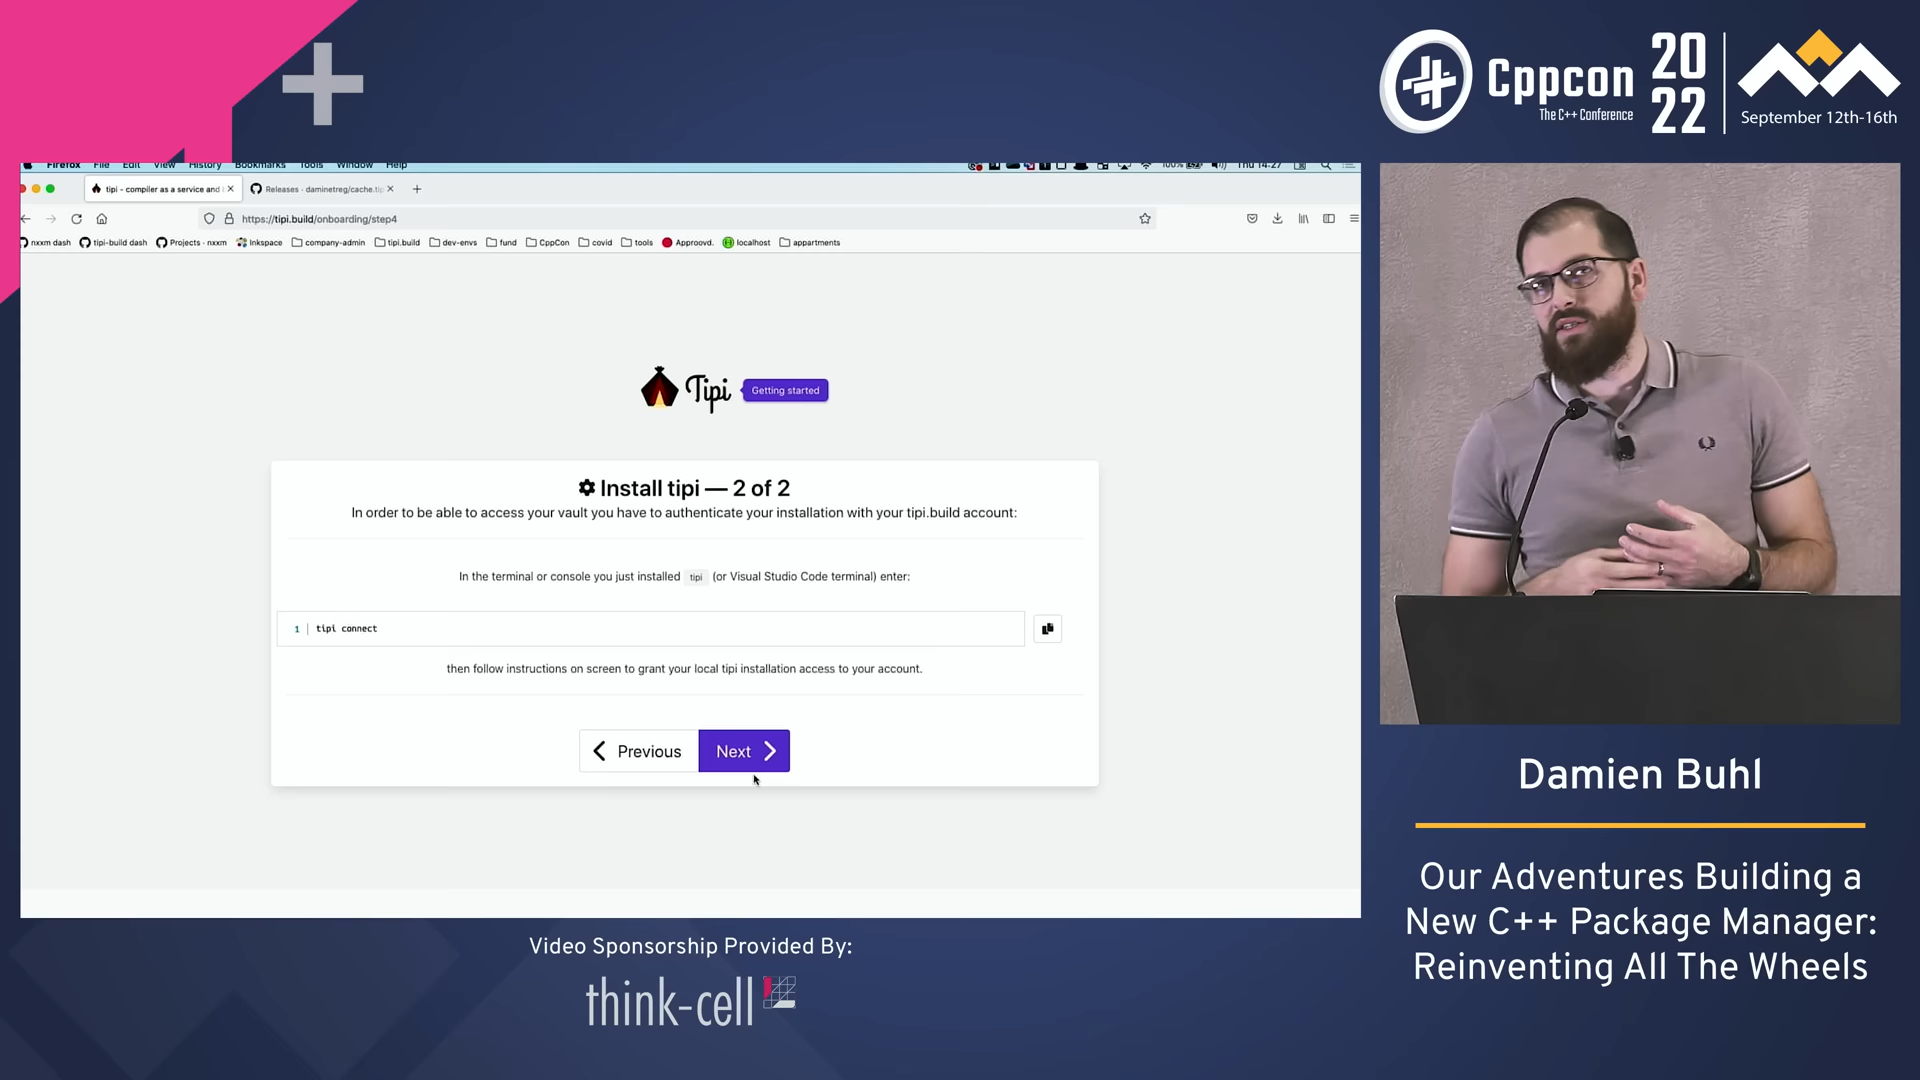 Cppcon
The C++ Conference
20
22
September 12th-16th
Firefox File Edit View History Bookmarks Tools Window Help
100% Thu 14:27
tipi - compiler as a service and
Releases · daminetreg/cache.tip
https://tipi.build/onboarding/step4
nxxm dash tipi-build dash Projects · nxxm Inkspace company-admin tipi.build dev-envs fund CppCon covid tools Approovd. localhost appartments
Tipi Getting started
Install tipi — 2 of 2
In order to be able to access your vault you have to authenticate your installation with your tipi.build account:
In the terminal or console you just installed tipi (or Visual Studio Code terminal) enter:
1 tipi connect
then follow instructions on screen to grant your local tipi installation access to your account.
Previous Next
Damien Buhl
Our Adventures Building a
New C++ Package Manager:
Reinventing All The Wheels
Video Sponsorship Provided By:
think-cell